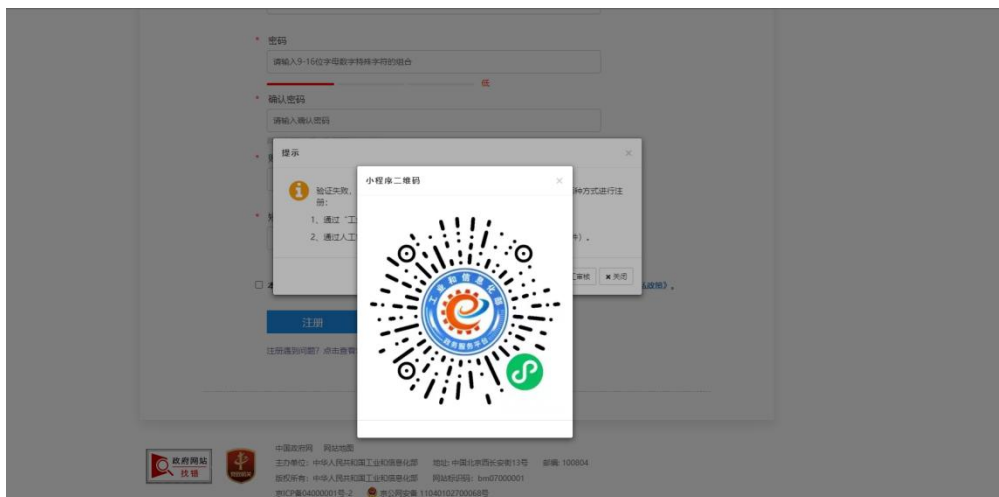 * 密码
请输入9-16位字母数字特殊字符的组合
低
* 确认密码
请输入确认密码
提示
×
小程序二维码
×
验证失败,
种方式进行注
册:
1、通过“工
2、通过人工
。
审核
× 关闭
工业和信息化部
政务服务平台
注册
注册遇到问题?点击查看
政府网站
找错
党政机关
中国政府网 网站地图
主办单位:中华人民共和国工业和信息化部 地址:中国北京西长安街13号 邮编:100804
版权所有:中华人民共和国工业和信息化部 网站标识码:bm07000001
京ICP备04000001号-2 京公网安备 11040102700068号